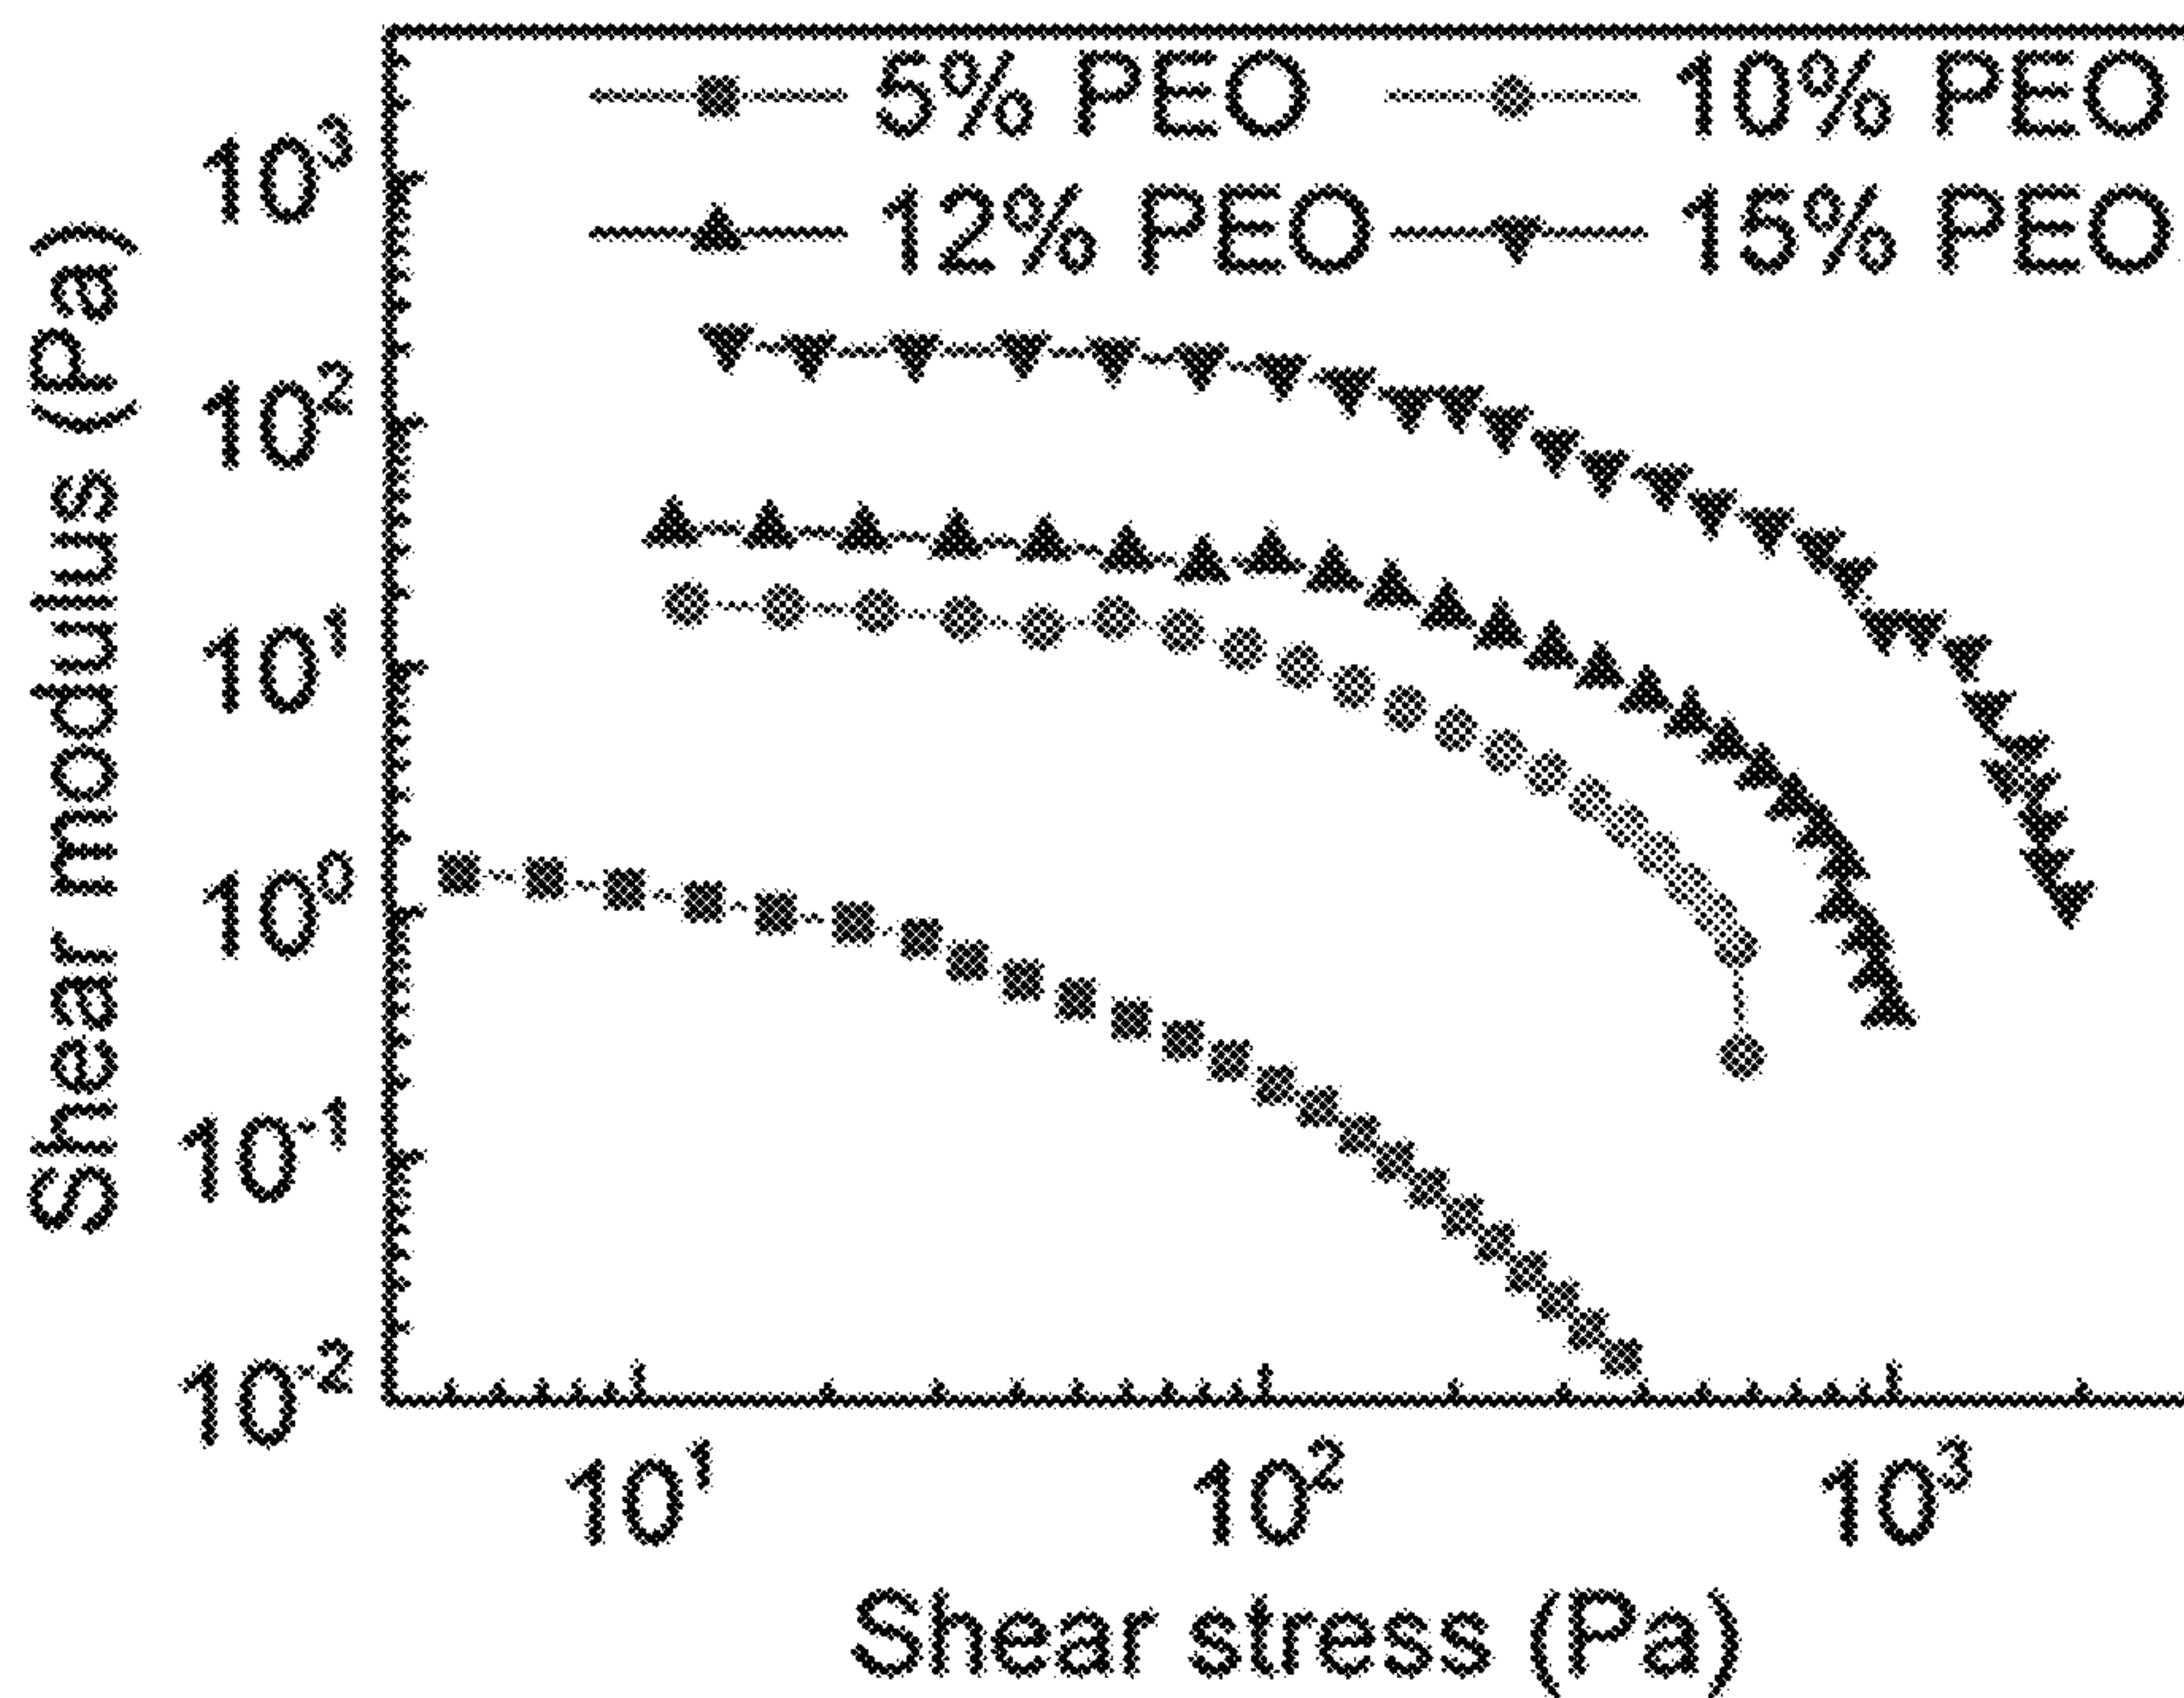 5% PEO 10% PEO
12% PEO 15% PEO
10³
10²
10¹
10⁰
10⁻¹
10⁻²
Shear modulus (Pa)
10¹ 10² 10³
Shear stress (Pa)